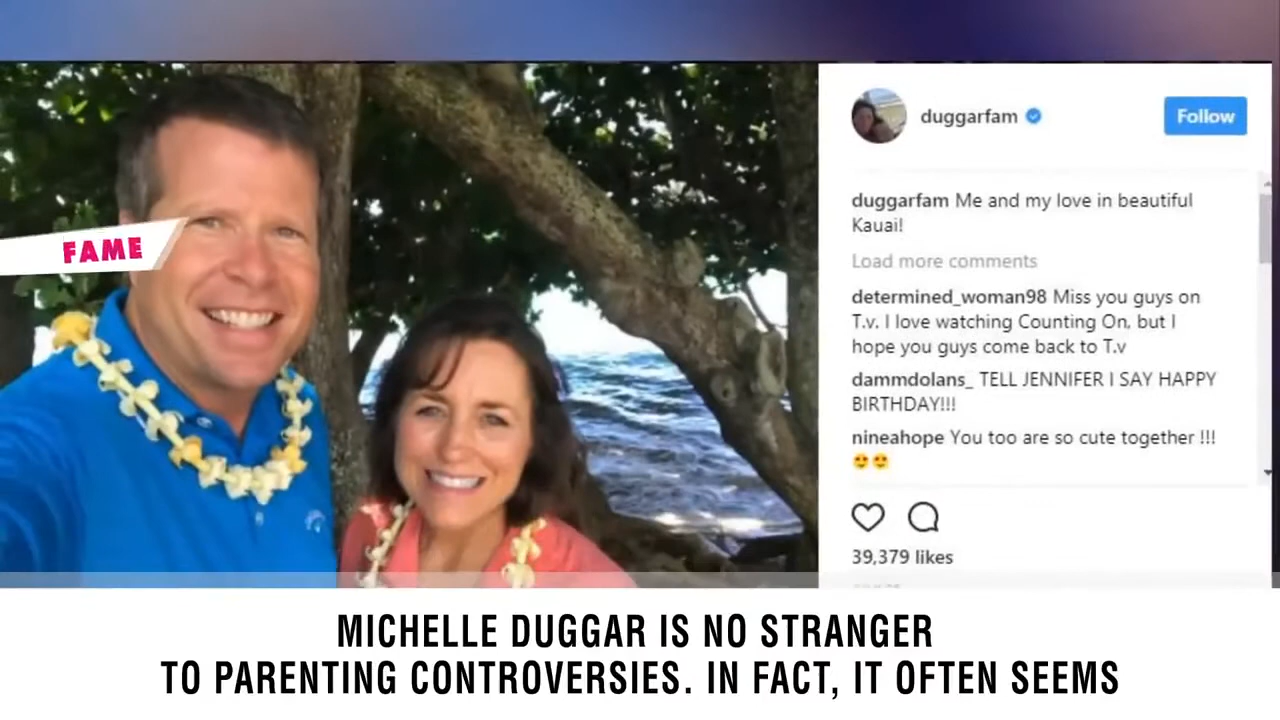 FAME
duggarfam
Follow
duggarfam Me and my love in beautiful
Kauai!
Load more comments
determined_woman98 Miss you guys on
T.v. I love watching Counting On, but I
hope you guys come back to T.v
dammdolans_ TELL JENNIFER I SAY HAPPY
BIRTHDAY!!!
nineahope You too are so cute together !!!
39,379 likes
MICHELLE DUGGAR IS NO STRANGER
TO PARENTING CONTROVERSIES. IN FACT, IT OFTEN SEEMS